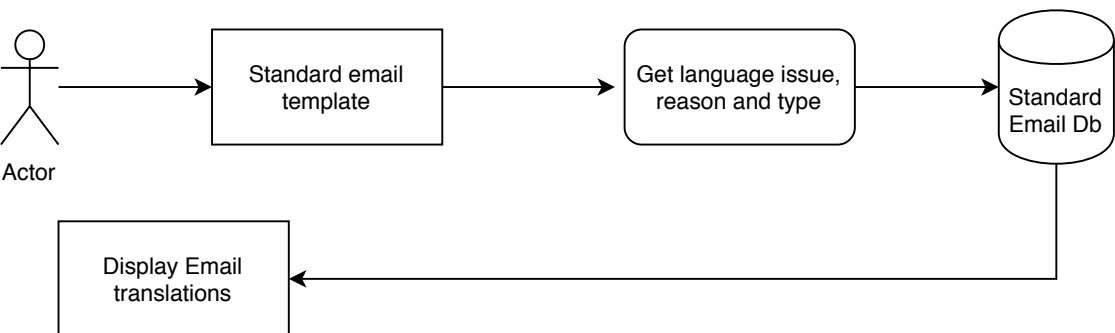 Standard email
template
Get language issue,
reason and type
Standard
Email Db
Actor
Display Email
translations